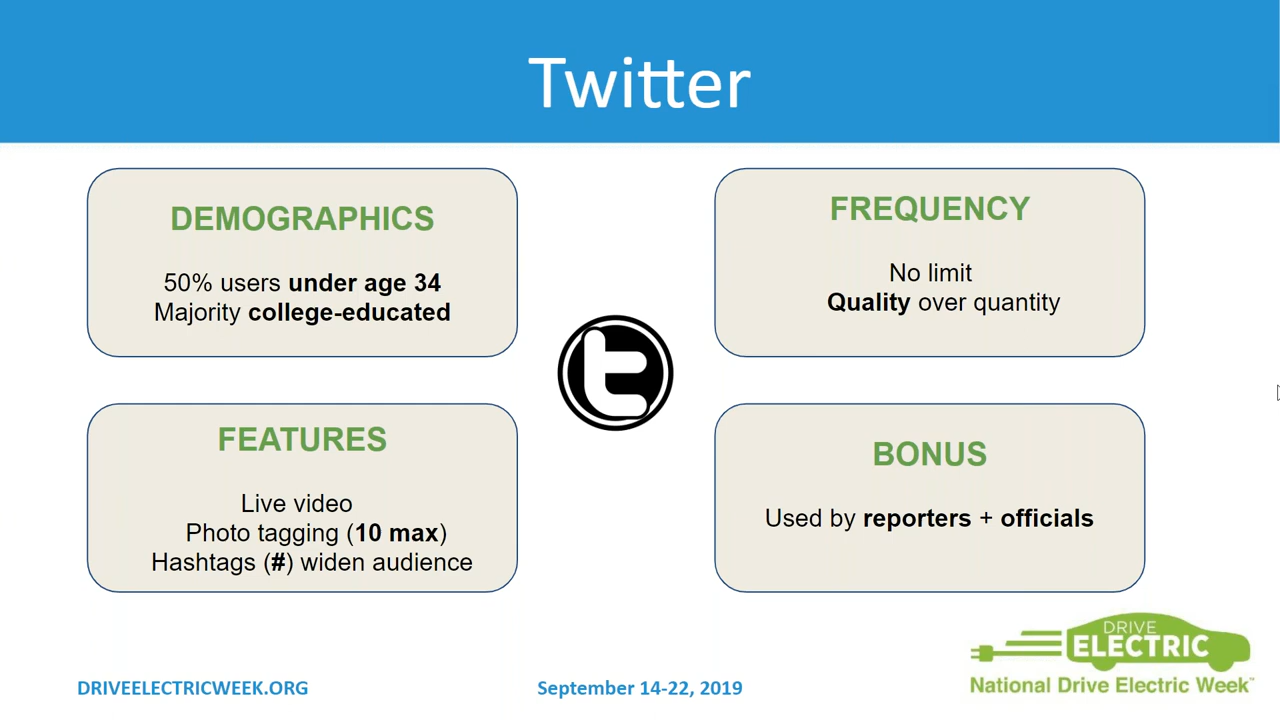 Twitter
DEMOGRAPHICS
50% users under age 34
Majority college-educated
FREQUENCY
No limit
Quality over quantity
FEATURES
Live video
Photo tagging (10 max)
Hashtags (#) widen audience
BONUS
Used by reporters + officials
DRIVEELECTRICWEEK.ORG
September 14-22, 2019
DRIVE
ELECTRIC
National Drive Electric Week™